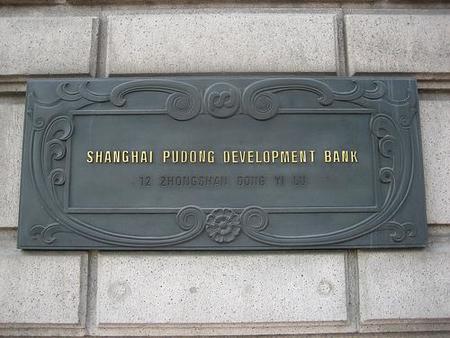 SHANGHAI PUDONG DEVELOPMENT BANK
12 ZHONGSHAN DONG YI LU